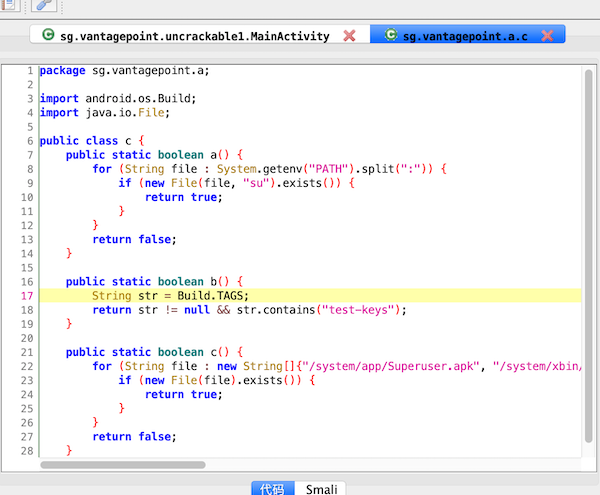 sg.vantagepoint.uncrackable1.MainActivity
sg.vantagepoint.a.c
1 package sg.vantagepoint.a;
2
3 import android.os.Build;
4 import java.io.File;
5
6 public class c {
7     public static boolean a() {
8         for (String file : System.getenv("PATH").split(":")) {
9             if (new File(file, "su").exists()) {
10                 return true;
11             }
12         }
13         return false;
14     }
15
16     public static boolean b() {
17         String str = Build.TAGS;
18         return str != null && str.contains("test-keys");
19     }
20
21     public static boolean c() {
22         for (String file : new String[]{"/system/app/Superuser.apk", "/system/xbin/
23             if (new File(file).exists()) {
24                 return true;
25             }
26         }
27         return false;
28     }
代码 Smali